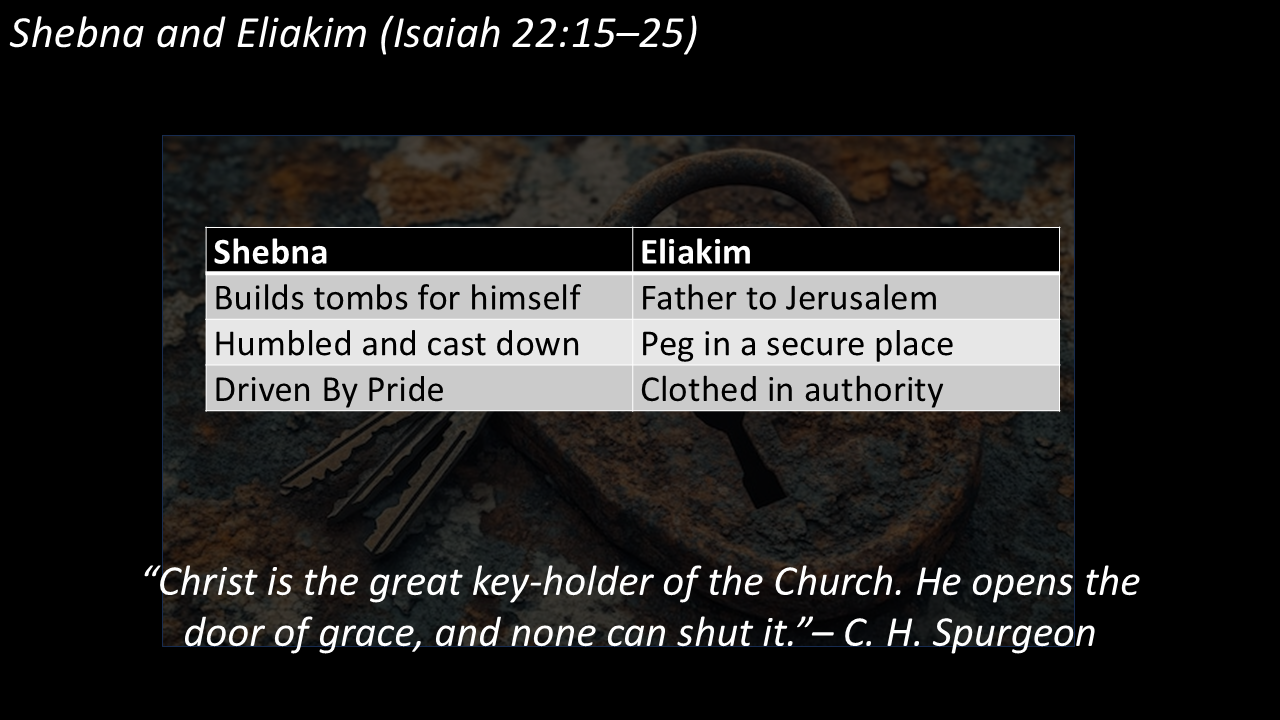 Shebna and Eliakim (Isaiah 22:15–25)
Shebna Eliakim
Builds tombs for himself Father to Jerusalem
Humbled and cast down Peg in a secure place
Driven By Pride Clothed in authority
“Christ is the great key-holder of the Church. He opens the
door of grace, and none can shut it.”– C. H. Spurgeon